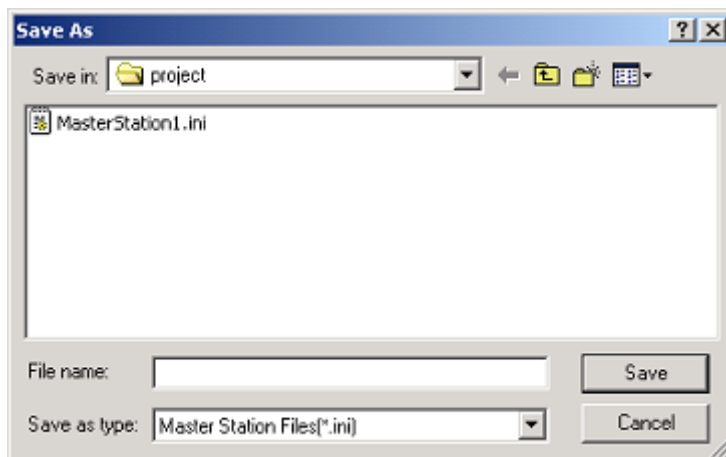 Save As
Save in: project
MasterStation1.ini
File name: Save
Save as type: Master Station Files(*.ini) Cancel